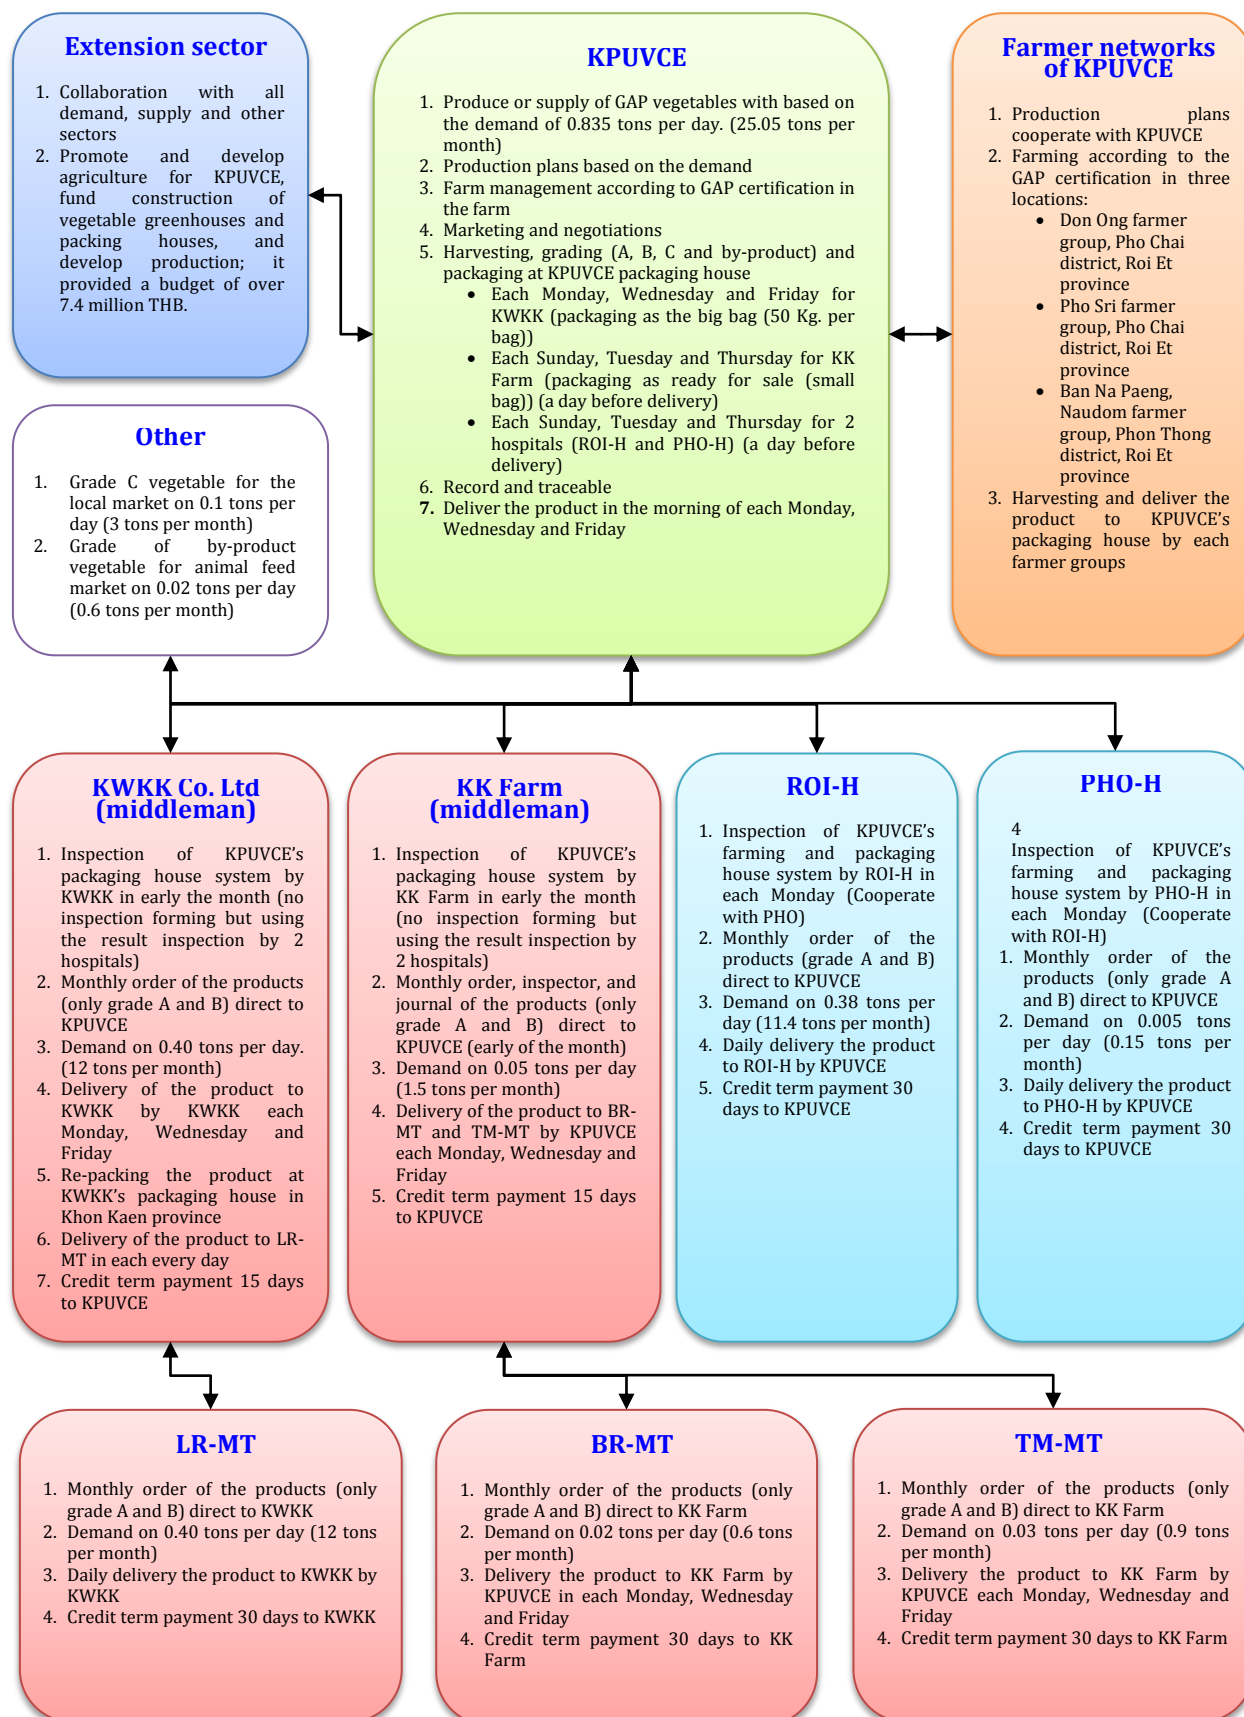 Extension sector
1. Collaboration with all
demand, supply and other
sectors
2. Promote and develop
agriculture for KPUVCE,
fund construction of
vegetable greenhouses and
packing houses, and
develop production; it
provided a budget of over
7.4 million THB.
KPUVCE
1. Produce or supply of GAP vegetables with based on
the demand of 0.835 tons per day. (25.05 tons per
month)
2. Production plans based on the demand
3. Farm management according to GAP certification in
the farm
4. Marketing and negotiations
5. Harvesting, grading (A, B, C and by-product) and
packaging at KPUVCE packaging house
• Each Monday, Wednesday and Friday for
KWKK (packaging as the big bag (50 Kg. per
bag))
• Each Sunday, Tuesday and Thursday for KK
Farm (packaging as ready for sale (small
bag)) (a day before delivery)
• Each Sunday, Tuesday and Thursday for 2
hospitals (ROI-H and PHO-H) (a day before
delivery)
6. Record and traceable
7. Deliver the product in the morning of each Monday,
Wednesday and Friday
Farmer networks
of KPUVCE
1. Production plans
cooperate with KPUVCE
2. Farming according to the
GAP certification in three
locations:
• Don Ong farmer
group, Pho Chai
district, Roi Et
province
• Pho Sri farmer
group, Pho Chai
district, Roi Et
province
• Ban Na Paeng,
Naudom farmer
group, Phon Thong
district, Roi Et
province
3. Harvesting and deliver the
product to KPUVCE's
packaging house by each
farmer groups
Other
1. Grade C vegetable for the
local market on 0.1 tons per
day (3 tons per month)
2. Grade of by-product
vegetable for animal feed
market on 0.02 tons per day
(0.6 tons per month)
KWKK Co. Ltd
(middleman)
1. Inspection of KPUVCE's
packaging house system by
KWKK in early the month (no
inspection forming but using
the result inspection by 2
hospitals)
2. Monthly order of the products
(only grade A and B) direct to
KPUVCE
3. Demand on 0.40 tons per day.
(12 tons per month)
4. Delivery of the product to
KWKK by KWKK each
Monday, Wednesday and
Friday
5. Re-packing the product at
KWKK's packaging house in
Khon Kaen province
6. Delivery of the product to LR-
MT in each every day
7. Credit term payment 15 days
to KPUVCE
KK Farm
(middleman)
1. Inspection of KPUVCE's
packaging house system by
KK Farm in early the month
(no inspection forming but
using the result inspection by
2 hospitals)
2. Monthly order, inspector, and
journal of the products (only
grade A and B) direct to
KPUVCE (early of the month)
3. Demand on 0.05 tons per day
(1.5 tons per month)
4. Delivery of the product to BR-
MT and TM-MT by KPUVCE
each Monday, Wednesday and
Friday
5. Credit term payment 15 days
to KPUVCE
ROI-H
1. Inspection of KPUVCE's
farming and packaging
house system by ROI-H in
each Monday (Cooperate
with PHO)
2. Monthly order of the
products (grade A and B)
direct to KPUVCE
3. Demand on 0.38 tons per
day (11.4 tons per month)
4. Daily delivery the product
to ROI-H by KPUVCE
5. Credit term payment 30
days to KPUVCE
PHO-H
4
Inspection of KPUVCE's
farming and packaging
house system by PHO-H in
each Monday (Cooperate
with ROI-H)
1. Monthly order of the
products (only grade A
and B) direct to KPUVCE
2. Demand on 0.005 tons
per day (0.15 tons per
month)
3. Daily delivery the product
to PHO-H by KPUVCE
4. Credit term payment 30
days to KPUVCE
LR-MT
1. Monthly order of the products (only
grade A and B) direct to KWKK
2. Demand on 0.40 tons per day (12 tons
per month)
3. Daily delivery the product to KWKK by
KWKK
4. Credit term payment 30 days to KWKK
BR-MT
1. Monthly order of the products (only
grade A and B) direct to KK Farm
2. Demand on 0.02 tons per day (0.6 tons
per month)
3. Delivery the product to KK Farm by
KPUVCE in each Monday, Wednesday
and Friday
4. Credit term payment 30 days to KK
Farm
TM-MT
1. Monthly order of the products (only
grade A and B) direct to KK Farm
2. Demand on 0.03 tons per day (0.9 tons
per month)
3. Delivery the product to KK Farm by
KPUVCE each Monday, Wednesday and
Friday
4. Credit term payment 30 days to KK Farm